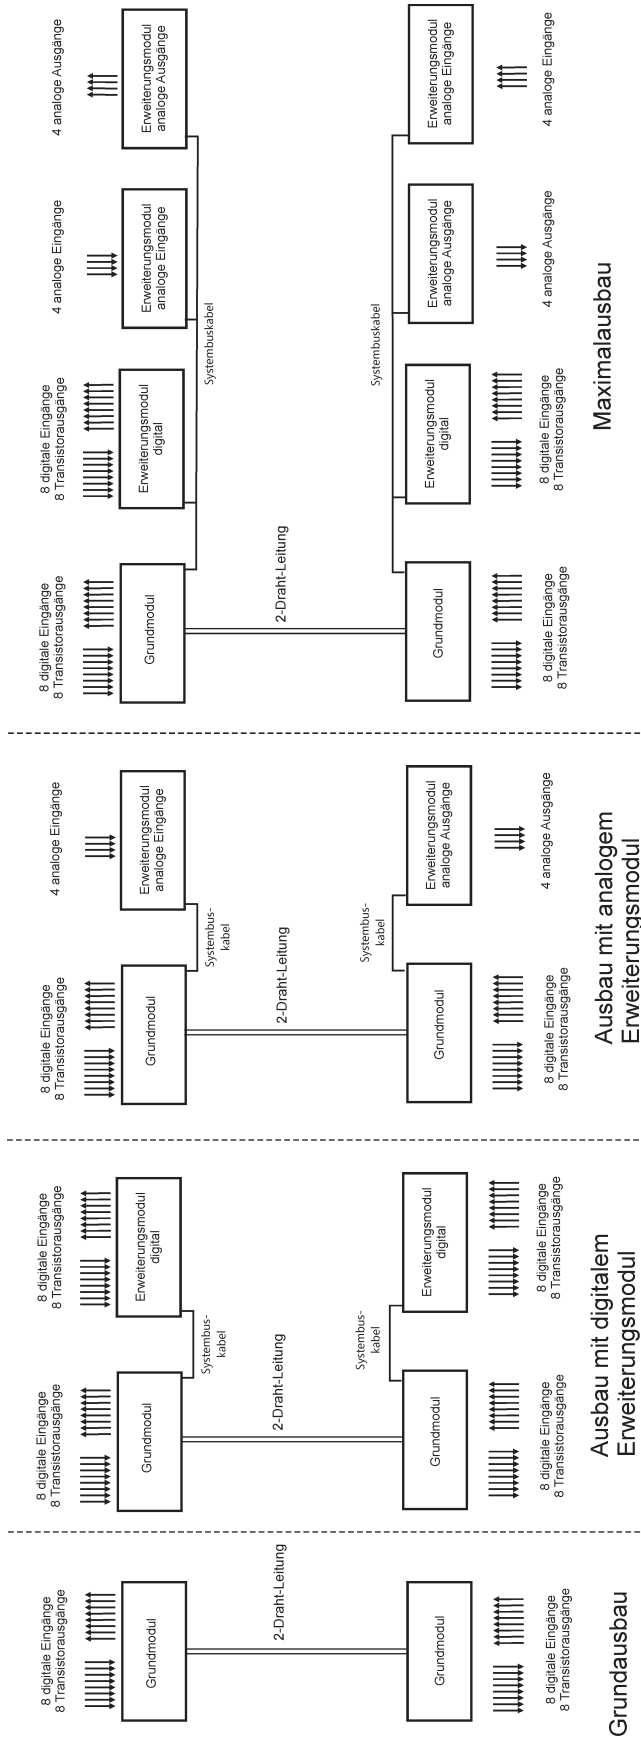 8 digitale Eingänge
8 Transistorausgänge
Grundmodul
2-Draht-Leitung
Grundmodul
8 digitale Eingänge
8 Transistorausgänge
Grundausbau
8 digitale Eingänge
8 Transistorausgänge
8 digitale Eingänge
8 Transistorausgänge
Grundmodul
Erweiterungsmodul
digital
Systembus-
kabel
2-Draht-Leitung
Systembus-
kabel
Grundmodul
Erweiterungsmodul
digital
8 digitale Eingänge
8 Transistorausgänge
8 digitale Eingänge
8 Transistorausgänge
Ausbau mit digitalem
Erweiterungsmodul
8 digitale Eingänge
8 Transistorausgänge
4 analoge Eingänge
Grundmodul
Erweiterungsmodul
analoge Eingänge
Systembus-
kabel
2-Draht-Leitung
Systembus-
kabel
Grundmodul
Erweiterungsmodul
analoge Ausgänge
8 digitale Eingänge
8 Transistorausgänge
4 analoge Ausgänge
Ausbau mit analogem
Erweiterungsmodul
8 digitale Eingänge
8 Transistorausgänge
8 digitale Eingänge
8 Transistorausgänge
4 analoge Eingänge
4 analoge Ausgänge
Grundmodul
Erweiterungsmodul
digital
Erweiterungsmodul
analoge Eingänge
Erweiterungsmodul
analoge Ausgänge
Systembuskabel
2-Draht-Leitung
Systembuskabel
Grundmodul
Erweiterungsmodul
digital
Erweiterungsmodul
analoge Ausgänge
Erweiterungsmodul
analoge Eingänge
8 digitale Eingänge
8 Transistorausgänge
8 digitale Eingänge
8 Transistorausgänge
4 analoge Ausgänge
4 analoge Eingänge
Maximalausbau